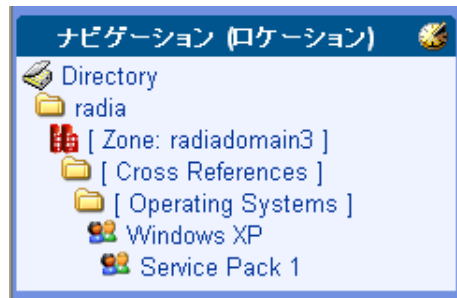 ナビゲーション (ロケーション)
Directory
radia
[ Zone: radiadomain3 ]
[ Cross References ]
[ Operating Systems ]
Windows XP
Service Pack 1